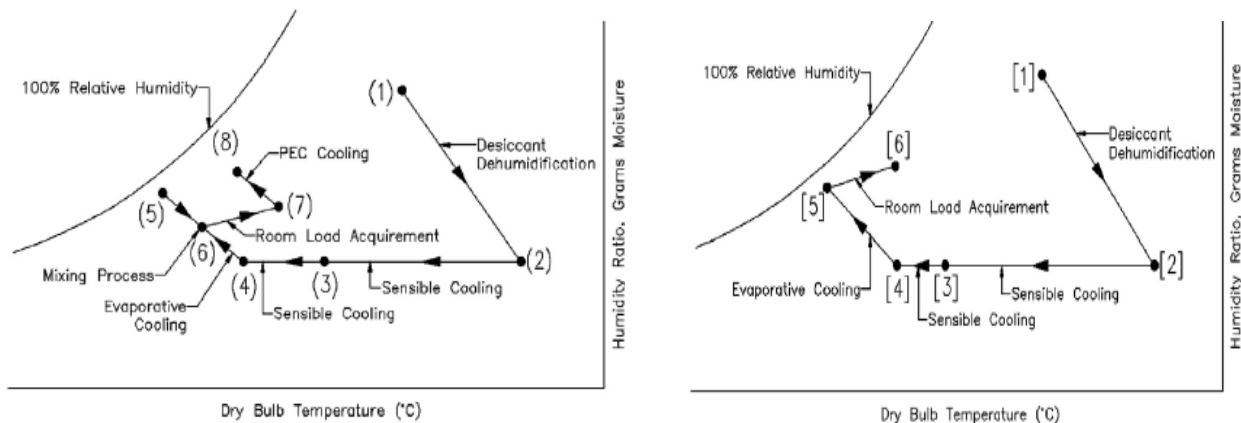 100% Relative Humidity
(1)
(8)
PEC Cooling
Desiccant
Dehumidification
(5)
(7)
(6)
Room Load Acquirement
Mixing Process
(2)
(4)
(3)
Evaporative
Cooling
Sensible Cooling
Sensible Cooling
Humidity Ratio, Grams Moisture
Dry Bulb Temperature (°C)
100% Relative Humidity
[1]
Desiccant
Dehumidification
[6]
[5]
Room Load Acquirement
Evaporative Cooling
[4]
[3]
[2]
Sensible Cooling
Sensible Cooling
Humidity Ratio, Grams Moisture
Dry Bulb Temperature (°C)